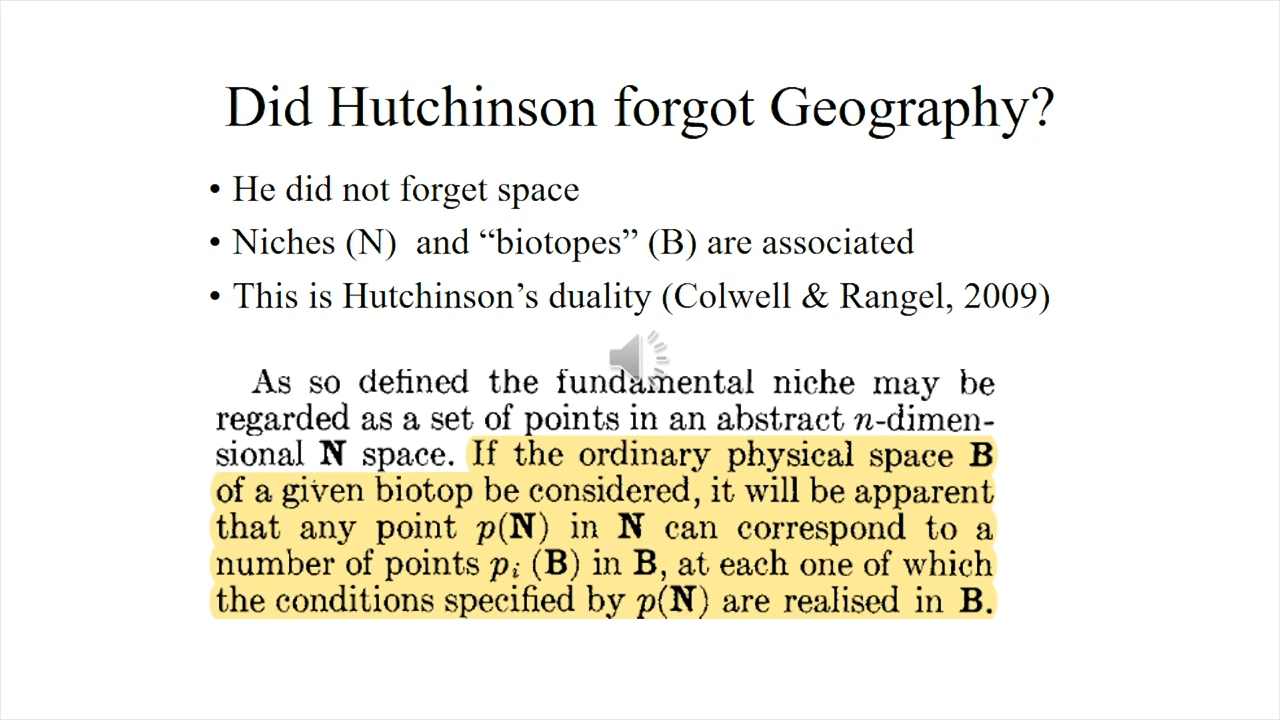 Did Hutchinson forgot Geography?
• He did not forget space
• Niches (N) and “biotopes” (B) are associated
• This is Hutchinson’s duality (Colwell & Rangel, 2009)
As so defined the fundamental niche may be
regarded as a set of points in an abstract n-dimen-
sional N space. If the ordinary physical space B
of a given biotop be considered, it will be apparent
that any point p(N) in N can correspond to a
number of points pi (B) in B, at each one of which
the conditions specified by p(N) are realised in B.